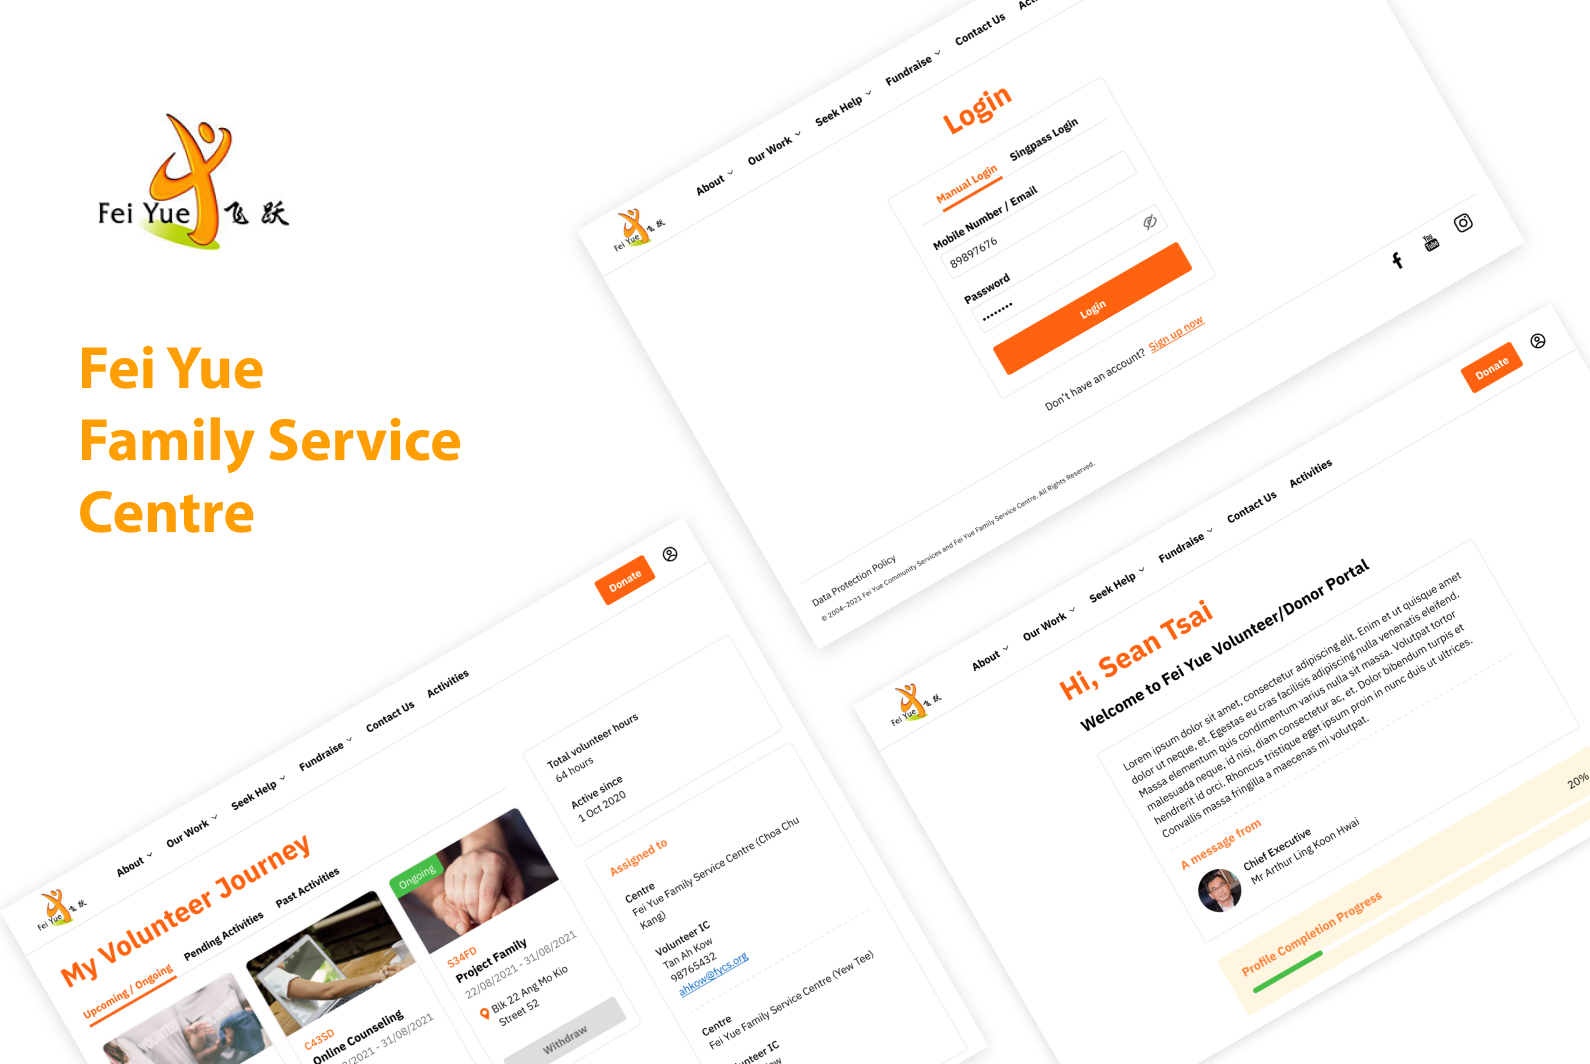 Fei Yue 飞跃
Fei Yue
Family Service
Centre
Fei Yue 飞跃
About
Our Work
Seek Help
Fundraise
Contact Us
Login
Manual Login
Singpass Login
Mobile Number / Email
89897676
Password
••••••••
Login
Don't have an account? Sign up now
You
Tube
Data Protection Policy
© 2004-2021 Fei Yue Community Services and Fei Yue Family Service Centre. All Rights Reserved.
Donate
Fei Yue 飞跃
About
Our Work
Seek Help
Fundraise
Contact Us
Activities
Hi, Sean Tsai
Welcome to Fei Yue Volunteer/Donor Portal
Lorem ipsum dolor sit amet, consectetur adipiscing elit. Enim et ut quisque amet
dolor ut neque, et. Egestas eu cras facilisis adipiscing nulla venenatis eleifend.
Massa elementum quis condimentum varius nulla sit massa. Volutpat tortor
malesuada neque, id nisi, diam consectetur ac, et. Dolor bibendum turpis et
hendrerit id orci. Rhoncus tristique eget ipsum proin in nunc duis ut ultrices.
Convallis massa fringilla a maecenas mi volutpat.
A message from
Chief Executive
Mr Arthur Ling Koon Hwai
Profile Completion Progress
20%
Donate
Fei Yue 飞跃
About
Our Work
Seek Help
Fundraise
Contact Us
Activities
My Volunteer Journey
Upcoming / Ongoing
Pending Activities
Past Activities
C43SD
Online Counseling
- 31/08/2021
Ongoing
S34FD
Project Family
22/08/2021 - 31/08/2021
Blk 22 Ang Mo Kio
Street 52
Withdraw
Total volunteer hours
64 hours
Active since
1 Oct 2020
Assigned to
Centre
Fei Yue Family Service Centre (Choa Chu
Kang)
Volunteer IC
Tan Ah Kow
98765432
ahkow@fycs.org
Centre
Fei Yue Family Service Centre (Yew Tee)
IC